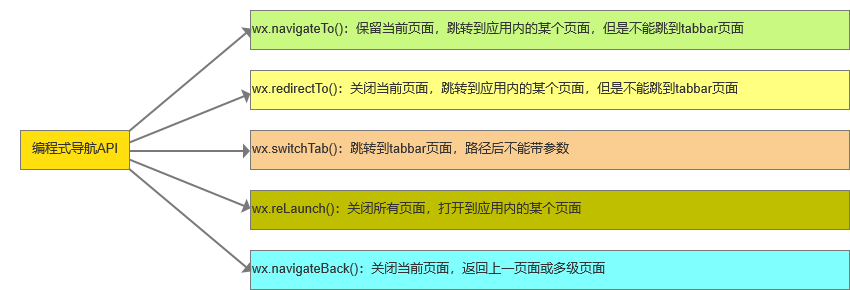 wx.navigateTo()：保留当前页面，跳转到应用内的某个页面，但是不能跳到tabbar页面
wx.redirectTo()：关闭当前页面，跳转到应用内的某个页面，但是不能跳到tabbar页面
编程式导航API
wx.switchTab()：跳转到tabbar页面，路径后不能带参数
wx.reLaunch()：关闭所有页面，打开到应用内的某个页面
wx.navigateBack()：关闭当前页面，返回上一页面或多级页面